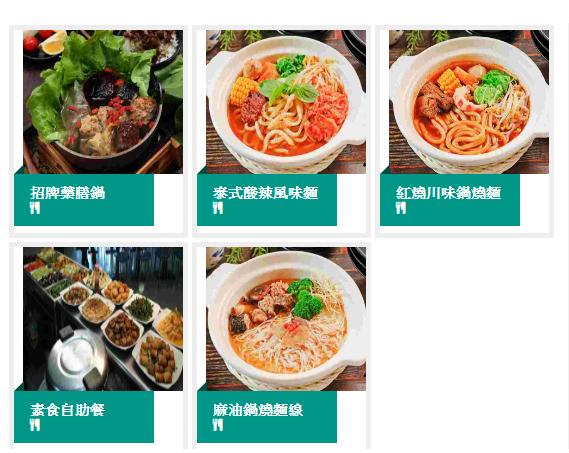 招牌藥膳鍋
泰式酸辣風味麵
紅燒川味鍋燒麵
素食自助餐
麻油鍋燒麵線